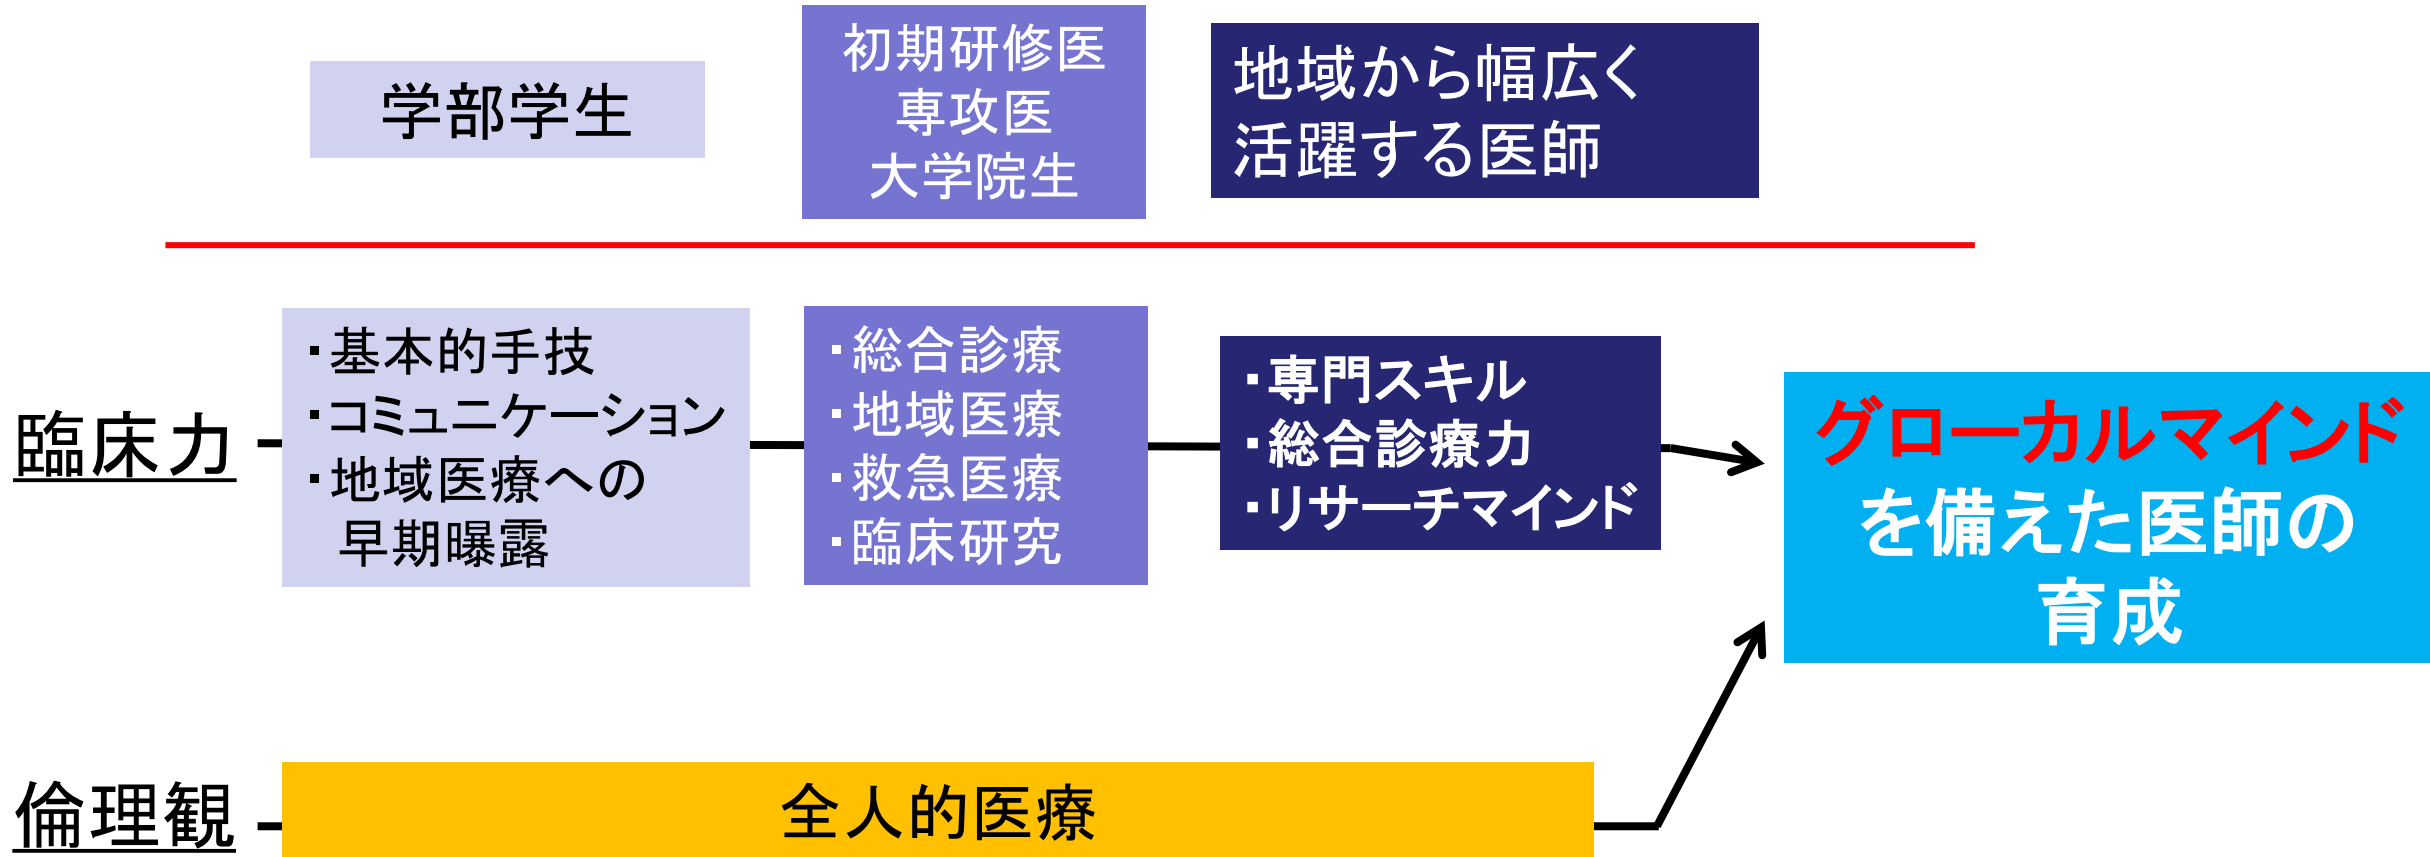 学部学生
初期研修医
専攻医
大学院生
地域から幅広く
活躍する医師
臨床力
・基本的手技
・コミュニケーション
・地域医療への
早期曝露
・総合診療
・地域医療
・救急医療
・臨床研究
・専門スキル
・総合診療力
・リサーチマインド
グローカルマインド
を備えた医師の
育成
倫理観
全人的医療